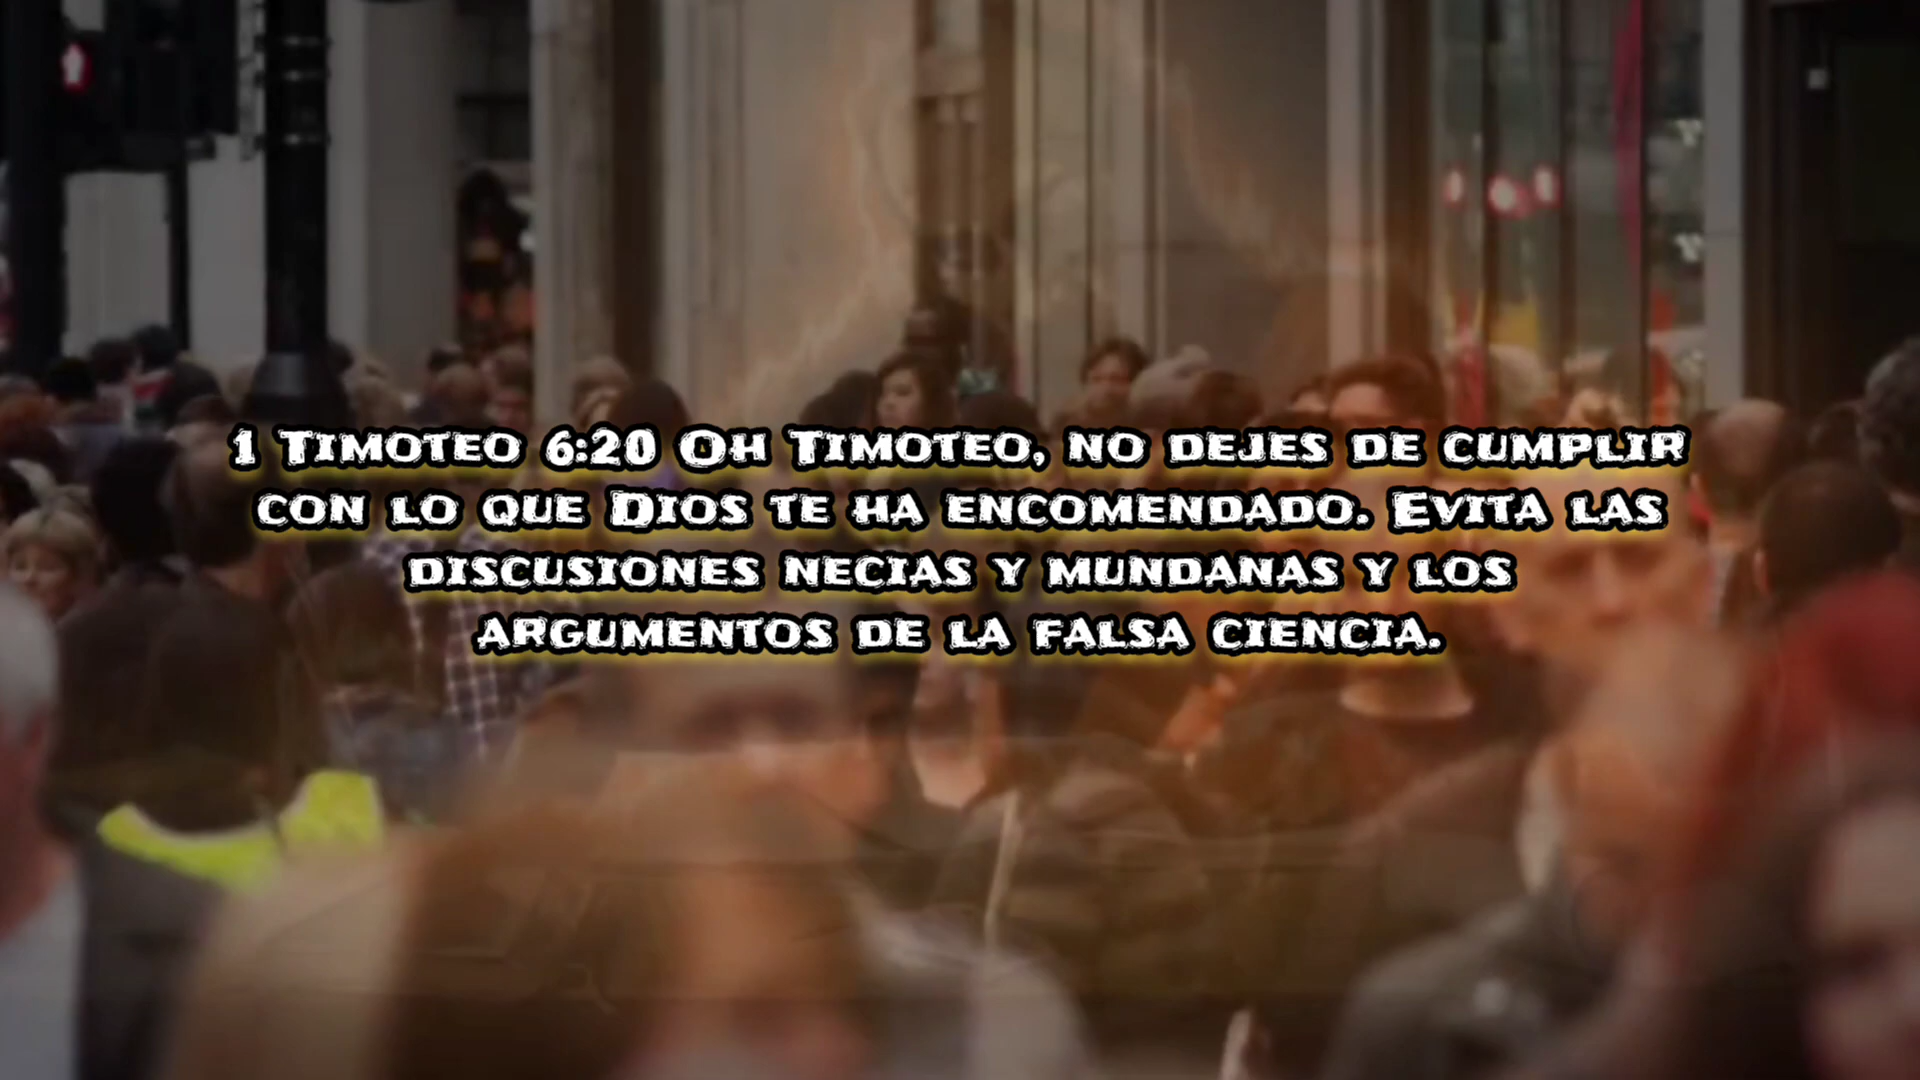 1 Timoteo 6:20 Oh Timoteo, no dejes de cumplir
con lo que Dios te ha encomendado. Evita las
discusiones necias y mundanas y los
argumentos de la falsa ciencia.